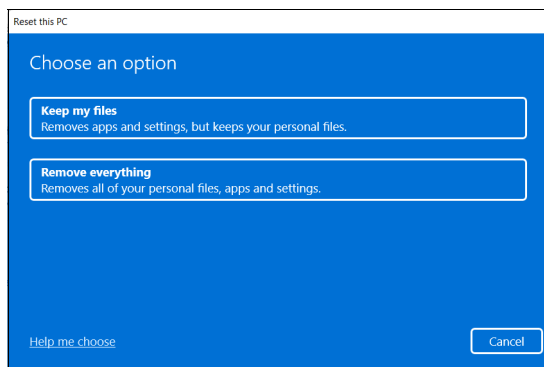 Reset this PC
Choose an option
Keep my files
Removes apps and settings, but keeps your personal files.
Remove everything
Removes all of your personal files, apps and settings.
Help me choose
Cancel